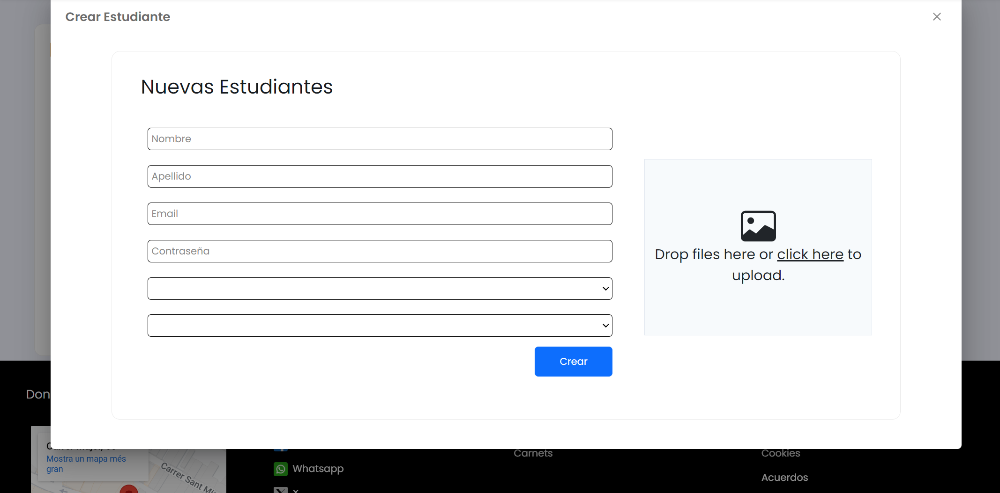 Crear Estudiante
Nuevas Estudiantes
Nombre
Apellido
Email
Contraseña
Drop files here or click here to
upload.
Crear
Don
Mostra un mapa més
gran
Carrer Sant Mi
Whatsapp
X
Carnets
Cookies
Acuerdos